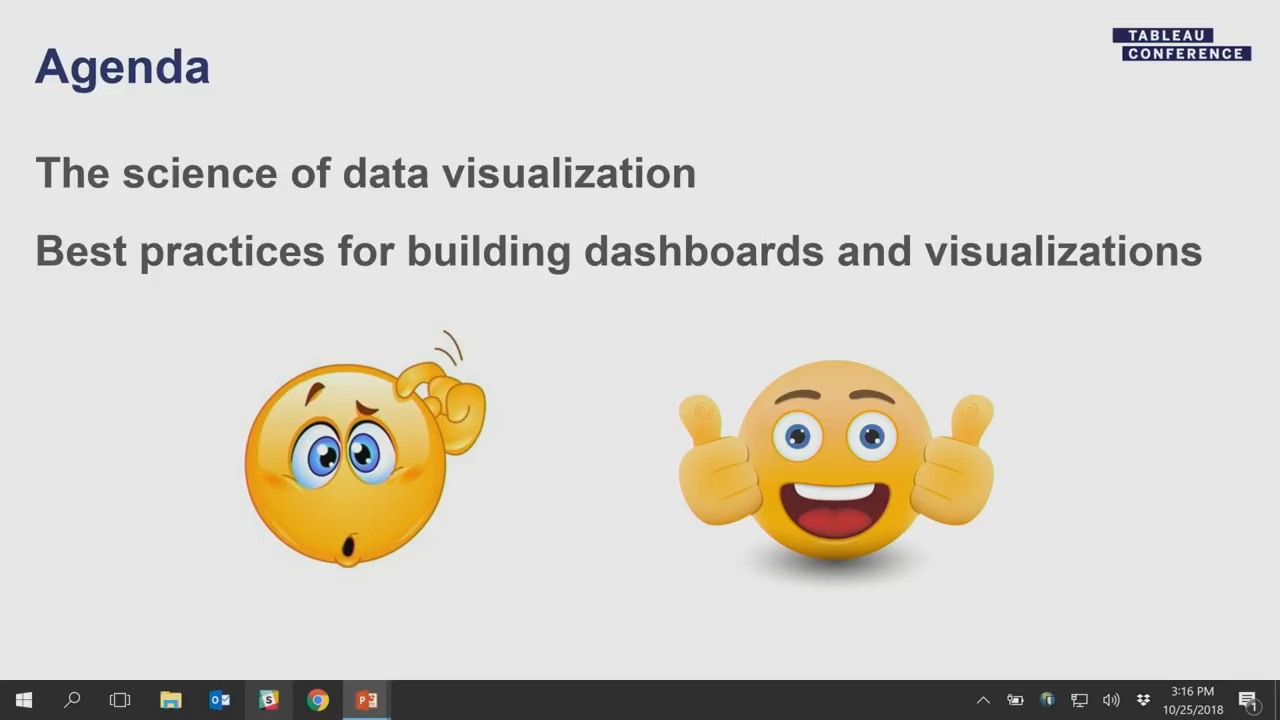 Agenda
TABLEAU
CONFERENCE
The science of data visualization
Best practices for building dashboards and visualizations
3:16 PM
10/25/2018
1